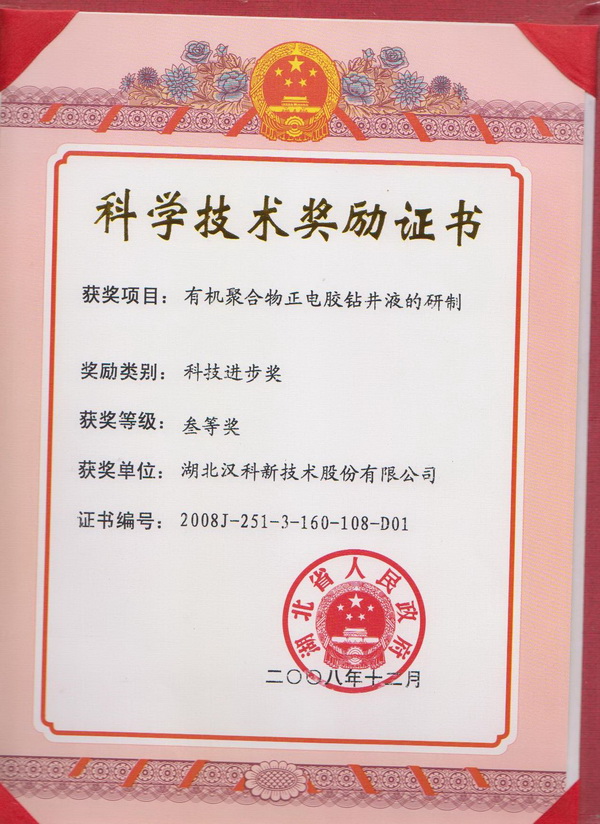 科学技术奖励证书
获奖项目：有机聚合物正电胶钻井液的研制
奖励类别：科技进步奖
获奖等级：叁等奖
获奖单位：湖北汉科新技术股份有限公司
证书编号：2008J-251-3-160-108-D01
湖北省人民政府
二〇〇八年十二月